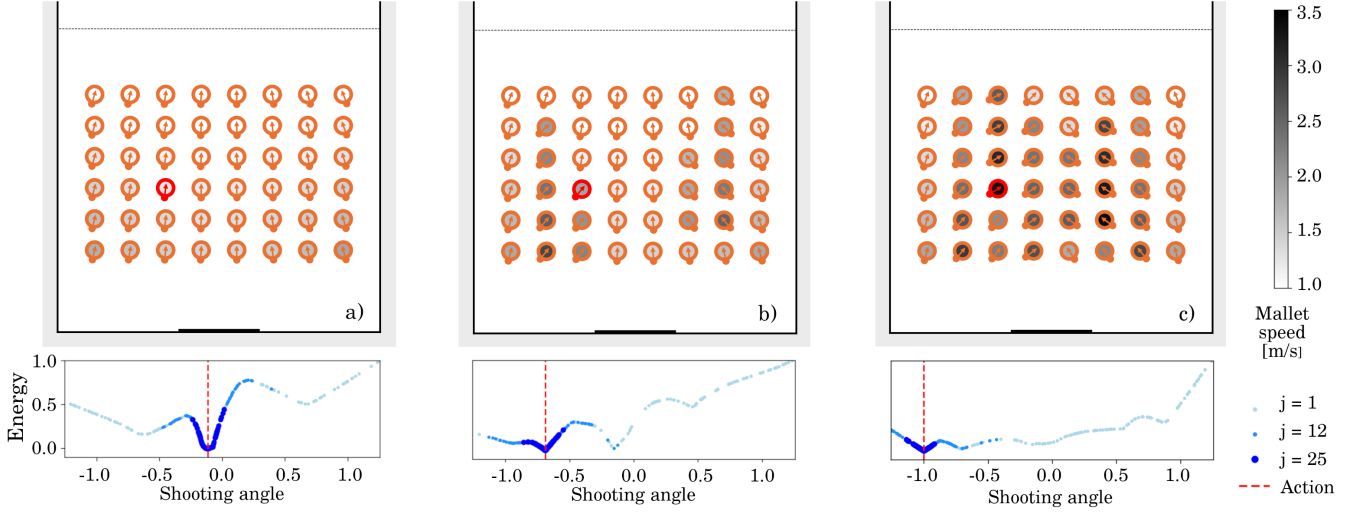 a)
b)
c)
3.5
3.0
2.5
2.0
1.5
1.0
Mallet
speed
[m/s]
Energy
1.0
0.5
0.0
-1.0 -0.5 0.0 0.5 1.0
Shooting angle
-1.0 -0.5 0.0 0.5 1.0
Shooting angle
-1.0 -0.5 0.0 0.5 1.0
Shooting angle
j = 1
j = 12
j = 25
Action